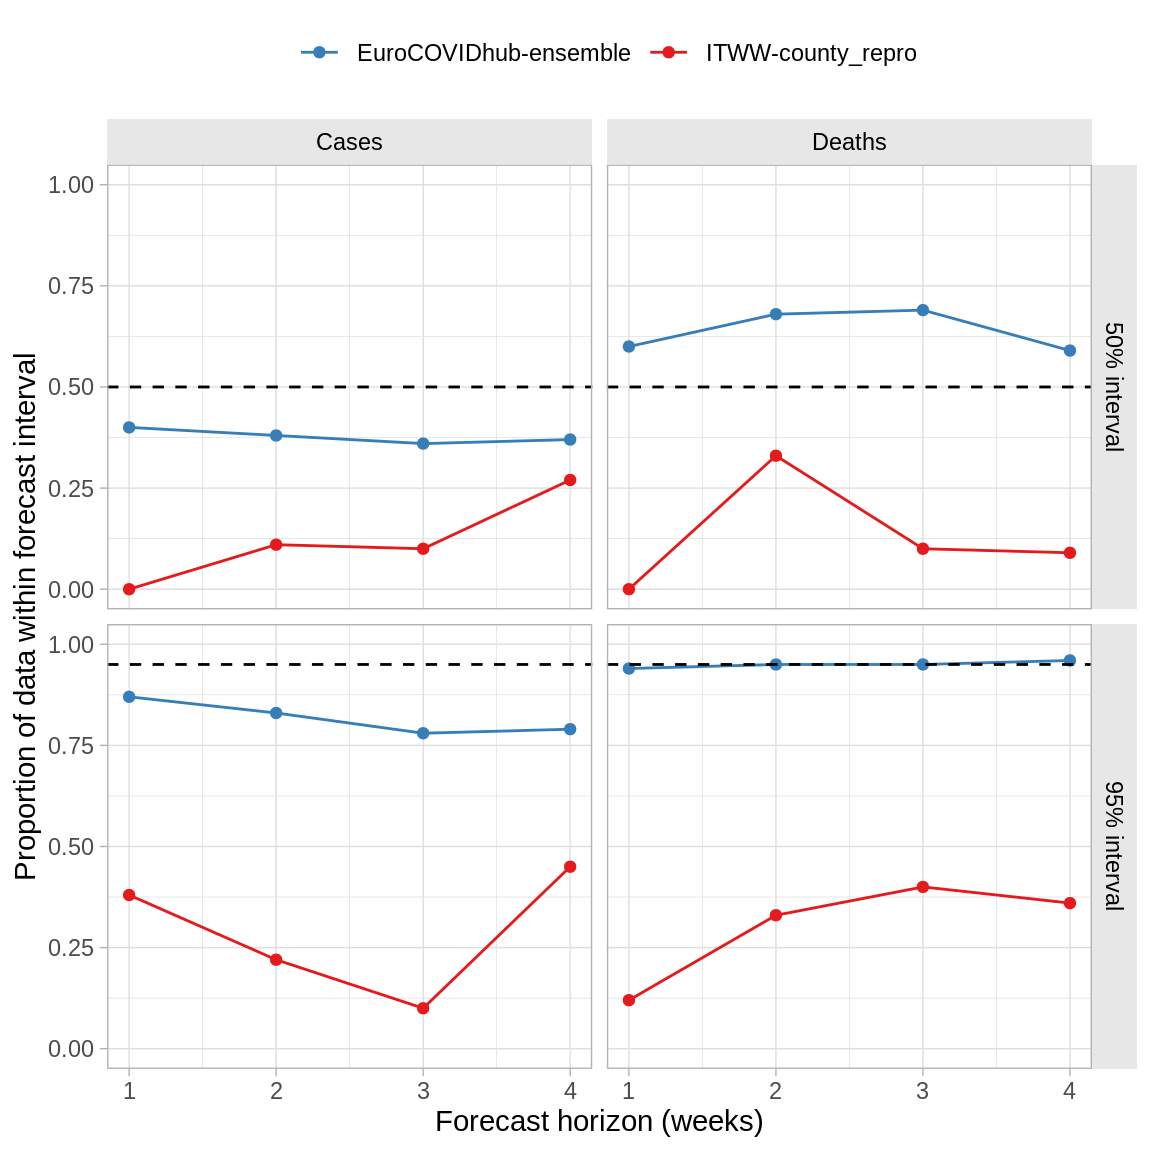 EuroCOVIDhub-ensemble ITWW-county_repro
Cases Deaths
1.00
0.75
0.50
0.25
0.00
50% interval
1.00
0.75
0.50
0.25
0.00
95% interval
1 2 3 4 1 2 3 4
Forecast horizon (weeks)
Proportion of data within forecast interval